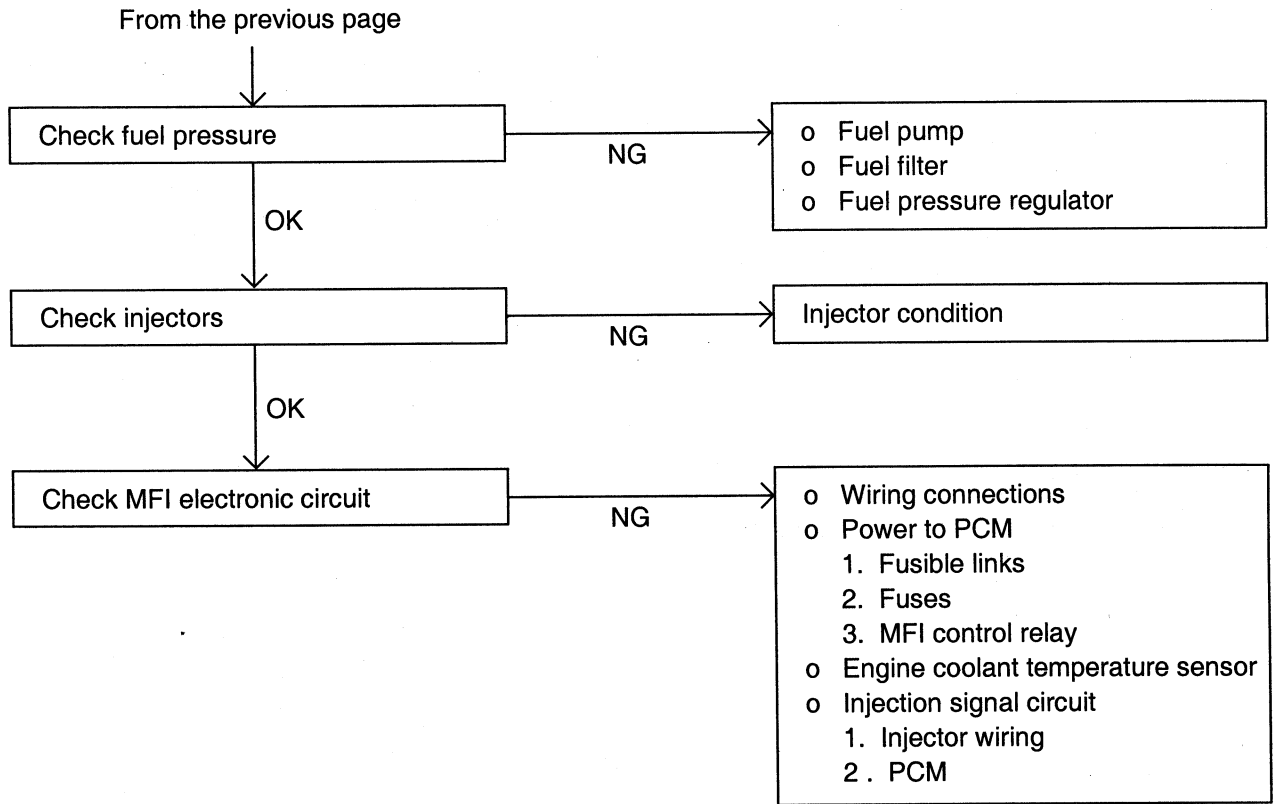 From the previous page
Check fuel pressure
NG
o Fuel pump
o Fuel filter
o Fuel pressure regulator
OK
Check injectors
NG
Injector condition
OK
Check MFI electronic circuit
NG
o Wiring connections
o Power to PCM
1. Fusible links
2. Fuses
3. MFI control relay
o Engine coolant temperature sensor
o Injection signal circuit
1. Injector wiring
2 . PCM